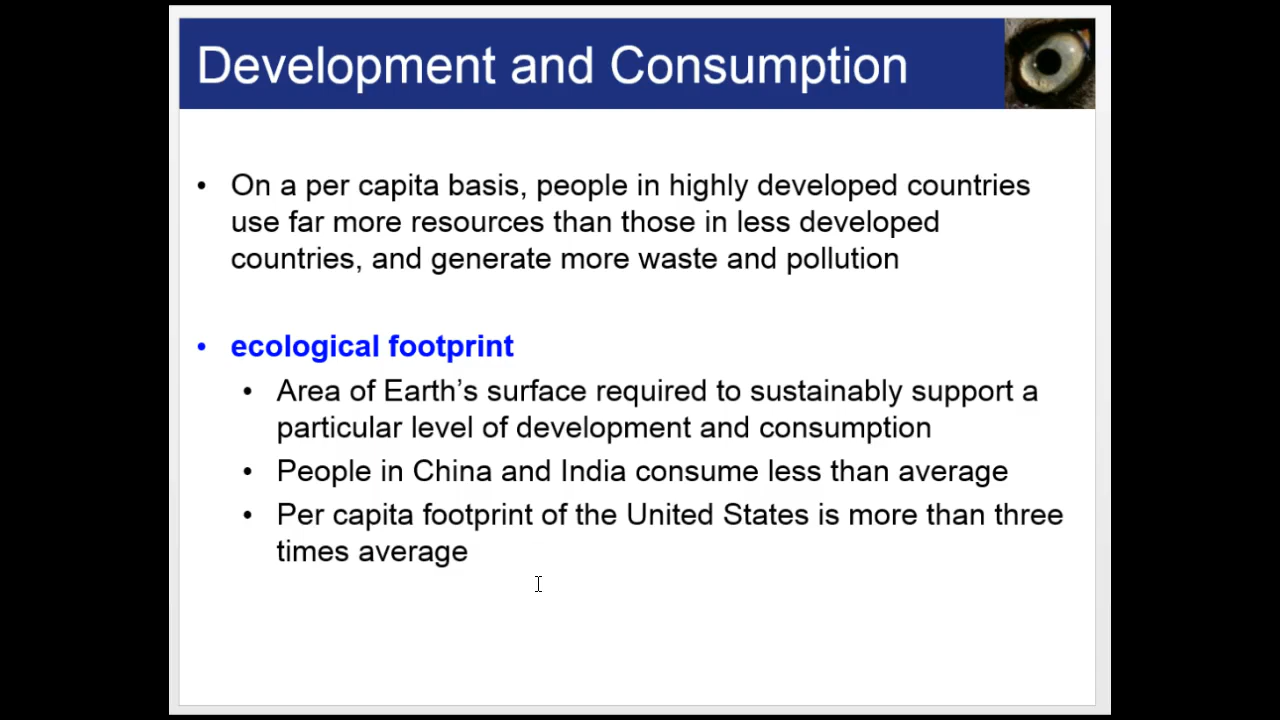 Development and Consumption
• On a per capita basis, people in highly developed countries
use far more resources than those in less developed
countries, and generate more waste and pollution
• ecological footprint
• Area of Earth’s surface required to sustainably support a
particular level of development and consumption
• People in China and India consume less than average
• Per capita footprint of the United States is more than three
times average